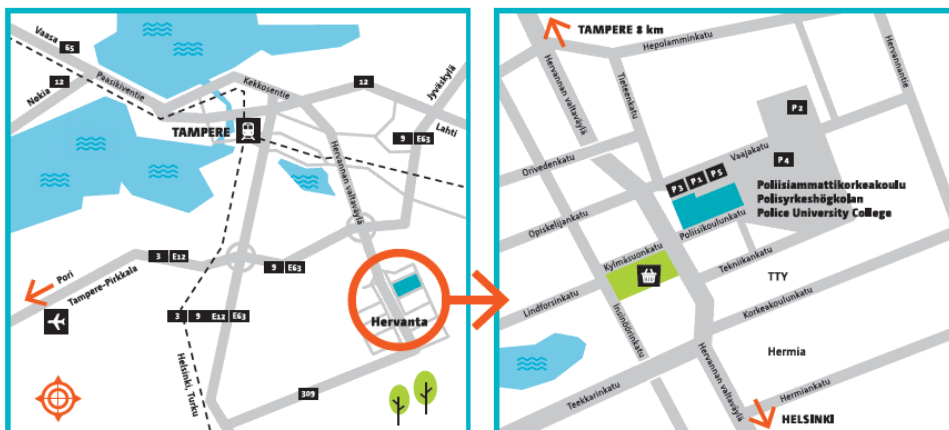 Vaasa
65
12
Nokia
Paasikiventie
Kekkosentie
12
Jyväskylä
Lahti
9 E63
TAMPERE
Hervannan valtaväylä
3 E12
9 E63
Pori
Tampere-Pirkkala
3 9 E12 E63
Helsinki, Turku
Hervanta
309
TAMPERE 8 km
Hepolamminkatu
Hervannan valtaväylä
Tieteenkatu
Hervannantie
P2
Orivedenkatu
Vaajakatu
P4
P3 P1 P5
Poliisiammattikorkeakoulu
Polisyrkeshögkolan
Police University College
Opiskelijankatu
Poliisikoulunkatu
Kylmäsuonkatu
Tekniikankatu
TTY
Lindforsinkatu
Insinöörinkatu
Korkeakoulunkatu
Hermia
Hervannan valtaväylä
Teekkarinkatu
Hermiankatu
HELSINKI